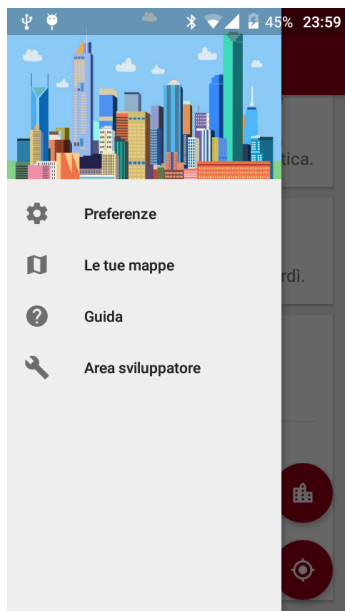 45% 23:59
tica.
Preferenze
Le tue mappe
rdì.
Guida
Area sviluppatore